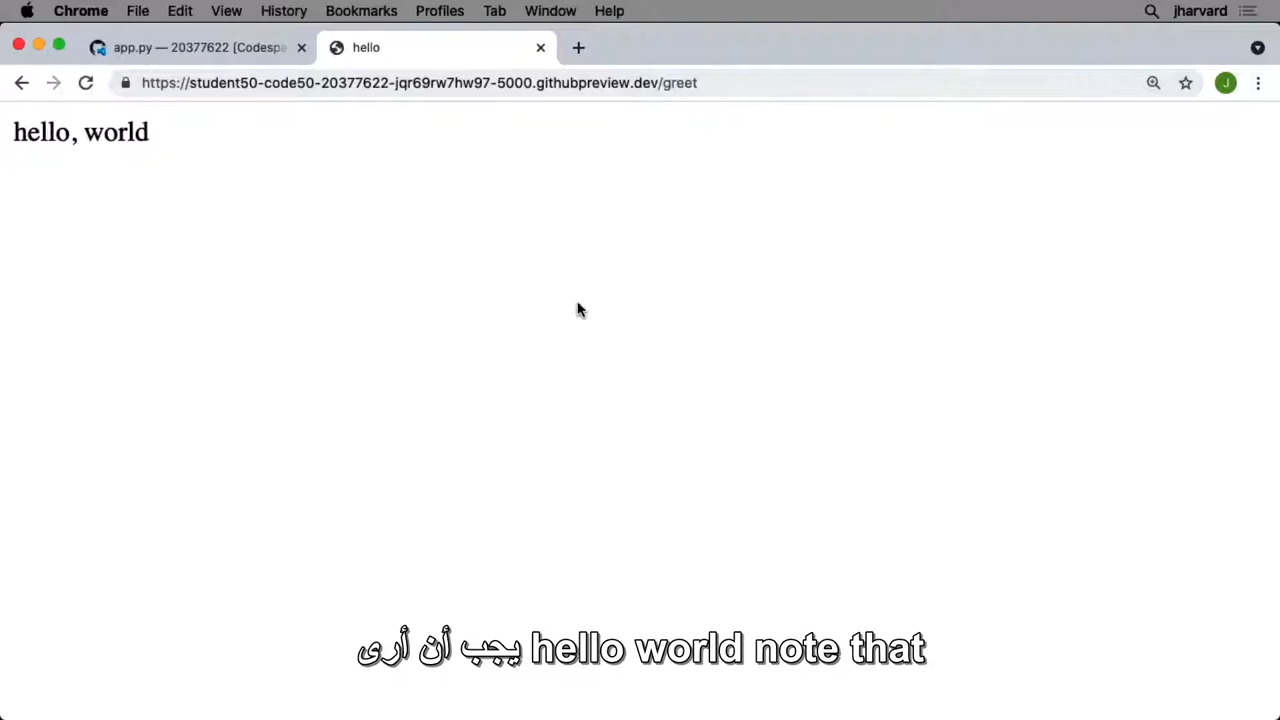 Chrome File Edit View History Bookmarks Profiles Tab Window Help jharvard
app.py — 20377622 [Codespa hello
https://student50-code50-20377622-jqr69rw7hw97-5000.githubpreview.dev/greet J
hello, world
يجب أن أرى hello world note that